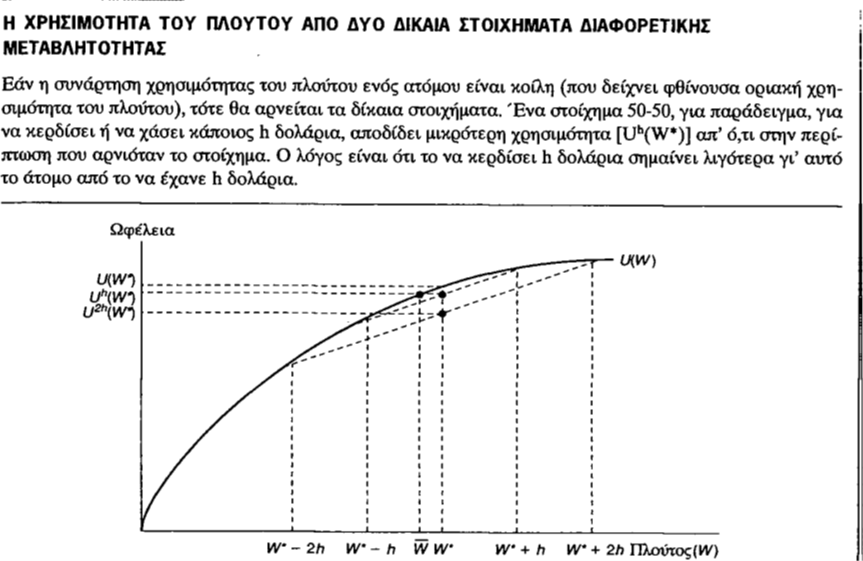 Η ΧΡΗΣΙΜΟΤΗΤΑ ΤΟΥ ΠΛΟΥΤΟΥ ΑΠΟ ΔΥΟ ΔΙΚΑΙΑ ΣΤΟΙΧΗΜΑΤΑ ΔΙΑΦΟΡΕΤΙΚΗΣ
ΜΕΤΑΒΛΗΤΟΤΗΤΑΣ
Εάν η συνάρτηση χρησιμότητας του πλούτου ενός ατόμου είναι κοίλη (που δείχνει φθίνουσα οριακή χρη-
σιμότητα του πλούτου), τότε θα αρνείται τα δίκαια στοιχήματα. Ένα στοίχημα 50-50, για παράδειγμα, για
να κερδίσει ή να χάσει κάποιος h δολάρια, αποδίδει μικρότερη χρησιμότητα [Uʰ(W*)] απ' ό,τι στην περί-
πτωση που αρνιόταν το στοίχημα. Ο λόγος είναι ότι το να κερδίσει h δολάρια σημαίνει λιγότερα γι' αυτό
το άτομο από το να έχανε h δολάρια.
Ωφέλεια
U(W)
U(W*)
Uʰ(W*)
U²ʰ(W*)
W* − 2h W* − h W̅ W* W* + h W* + 2h Πλούτος(W)